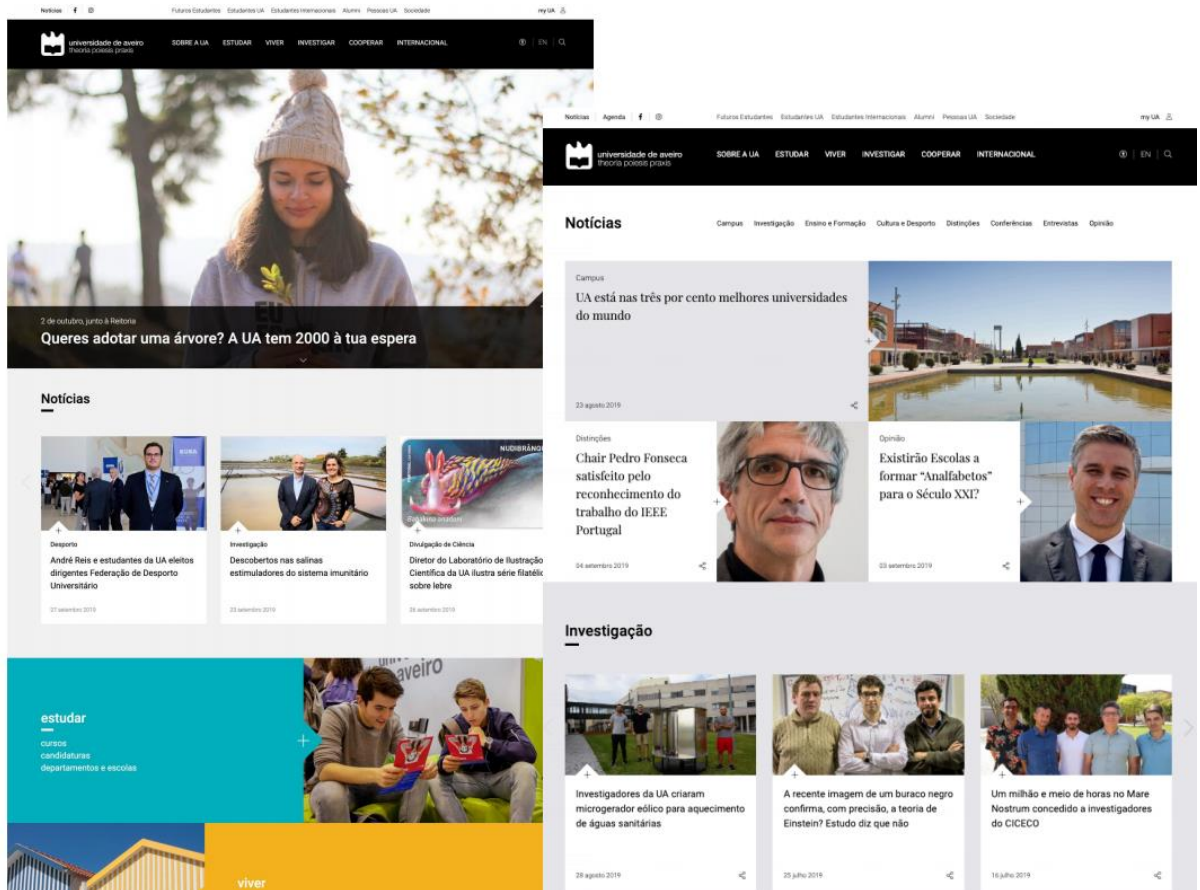 Notícias
Futuros Estudantes Estudantes UA Estudantes Internacionais Alumni Pessoas UA Sociedade
my UA
universidade de aveiro
theoria poiesis praxis
SOBRE A UA ESTUDAR VIVER INVESTIGAR COOPERAR INTERNACIONAL
EN
2 de outubro, junto à Reitoria
Queres adotar uma árvore? A UA tem 2000 à tua espera
Notícias
Desporto
André Reis e estudantes da UA eleitos
dirigentes Federação de Desporto
Universitário
27 setembro 2019
Investigação
Descobertos nas salinas
estimuladores do sistema imunitário
NUDIBRÂNQ
Divulgação de Ciência
Diretor do Laboratório de Ilustração
Científica da UA ilustra série filatélic
sobre lebre
estudar
cursos
candidaturas
departamentos e escolas
aveiro
viver
Notícias Agenda
Futuros Estudantes Estudantes UA Estudantes Internacionais Alumni Pessoas UA Sociedade
my UA
universidade de aveiro
theoria poiesis praxis
SOBRE A UA ESTUDAR VIVER INVESTIGAR COOPERAR INTERNACIONAL
EN
Notícias
Campus Investigação Ensino e Formação Cultura e Desporto Distinções Conferências Entrevistas Opinião
Campus
UA está nas três por cento melhores universidades
do mundo
23 agosto 2019
Distinções
Chair Pedro Fonseca
satisfeito pelo
reconhecimento do
trabalho do IEEE
Portugal
04 setembro 2019
Opinião
Existirão Escolas a
formar “Analfabetos”
para o Século XXI?
03 setembro 2019
Investigação
Investigadores da UA criaram
microgerador eólico para aquecimento
de águas sanitárias
28 agosto 2019
A recente imagem de um buraco negro
confirma, com precisão, a teoria de
Einstein? Estudo diz que não
25 julho 2019
Um milhão e meio de horas no Mare
Nostrum concedido a investigadores
do CICECO
16 julho 2019